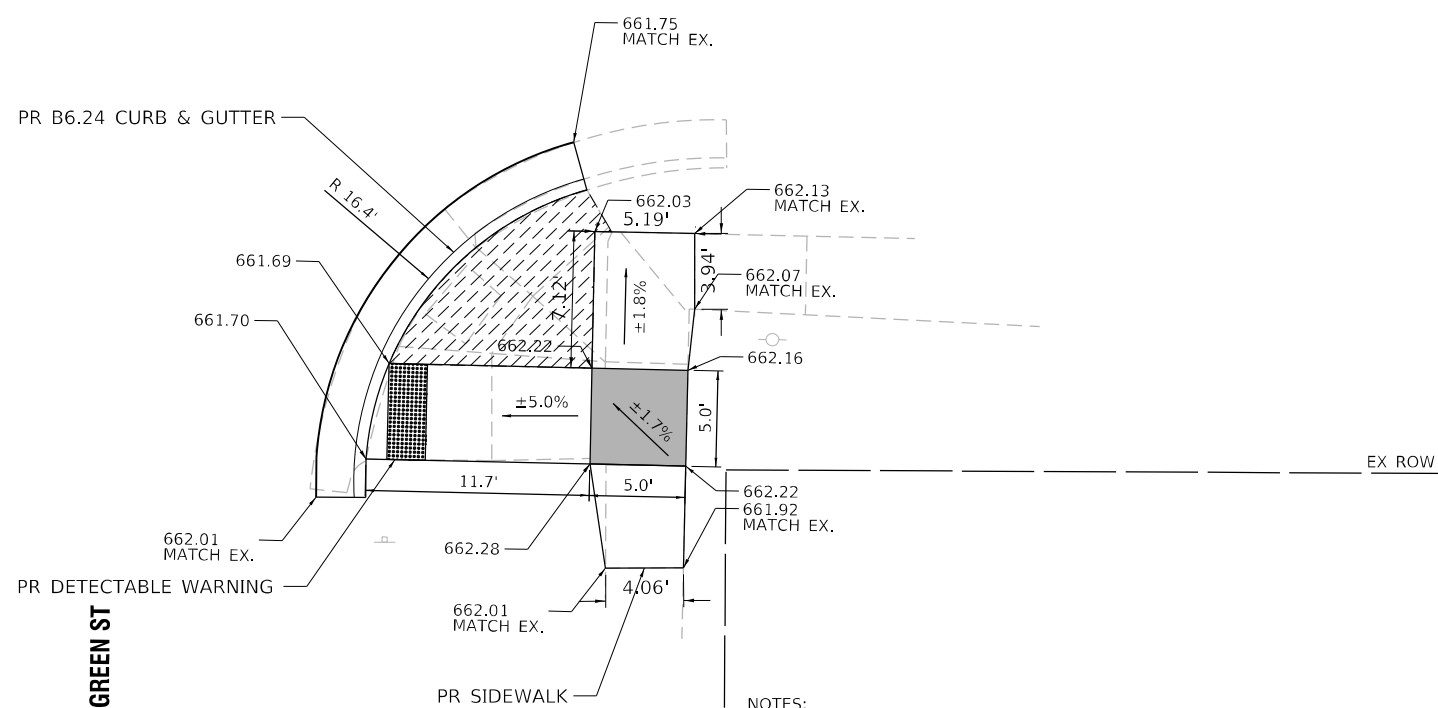 661.75
MATCH EX.
PR B6.24 CURB & GUTTER
R 16.4'
662.13
MATCH EX.
662.03
5.19'
661.69
3.94'
662.07
MATCH EX.
7.12'
±1.8%
661.70
662.22
662.16
±5.0%
±1.7%
5.0'
EX ROW
11.7'
5.0'
662.22
661.92
MATCH EX.
662.01
MATCH EX.
662.28
PR DETECTABLE WARNING
4.06'
662.01
MATCH EX.
GREEN ST
PR SIDEWALK
NOTES: